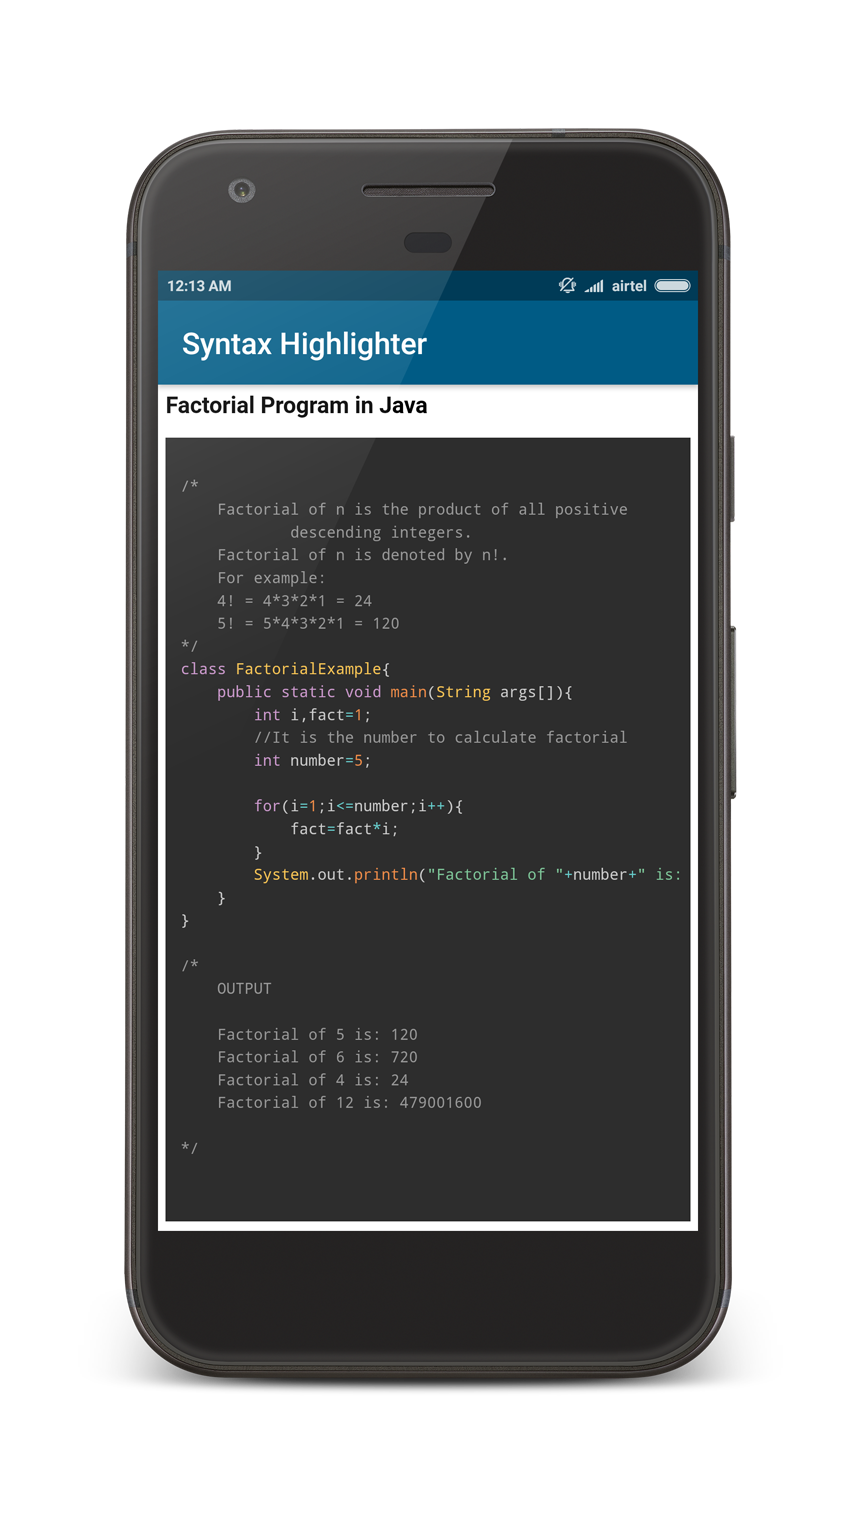 12:13 AM airtel
Syntax Highlighter
Factorial Program in Java
/*
    Factorial of n is the product of all positive
            descending integers.
    Factorial of n is denoted by n!.
    For example:
    4! = 4*3*2*1 = 24
    5! = 5*4*3*2*1 = 120
*/
class FactorialExample{
    public static void main(String args[]){
        int i,fact=1;
        //It is the number to calculate factorial
        int number=5;
        for(i=1;i<=number;i++){
            fact=fact*i;
        }
        System.out.println("Factorial of "+number+" is:
    }
}
/*
    OUTPUT
    Factorial of 5 is: 120
    Factorial of 6 is: 720
    Factorial of 4 is: 24
    Factorial of 12 is: 479001600
*/